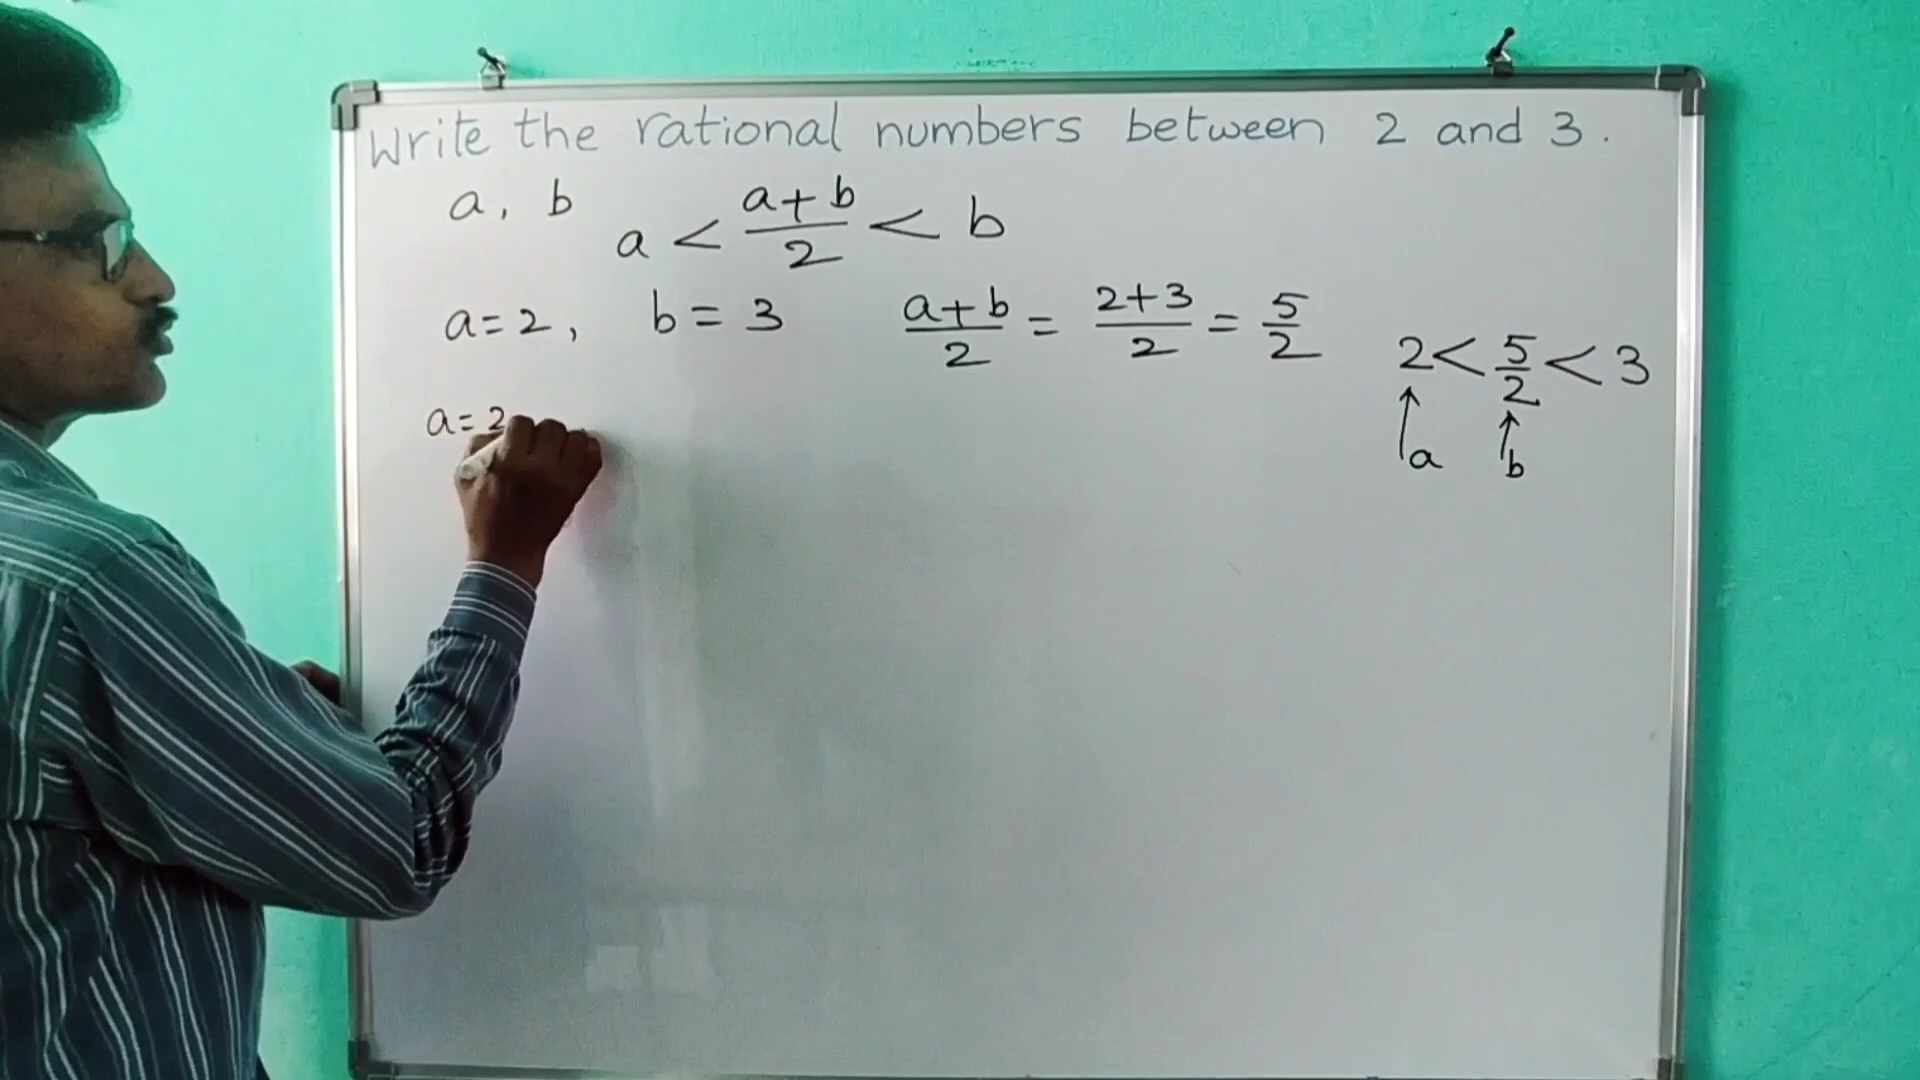 Write the rational numbers between 2 and 3.
a, b
a < (a+b)/2 < b
a=2, b=3 (a+b)/2 = (2+3)/2 = 5/2
2 < 5/2 < 3
↑a ↑b
a=2